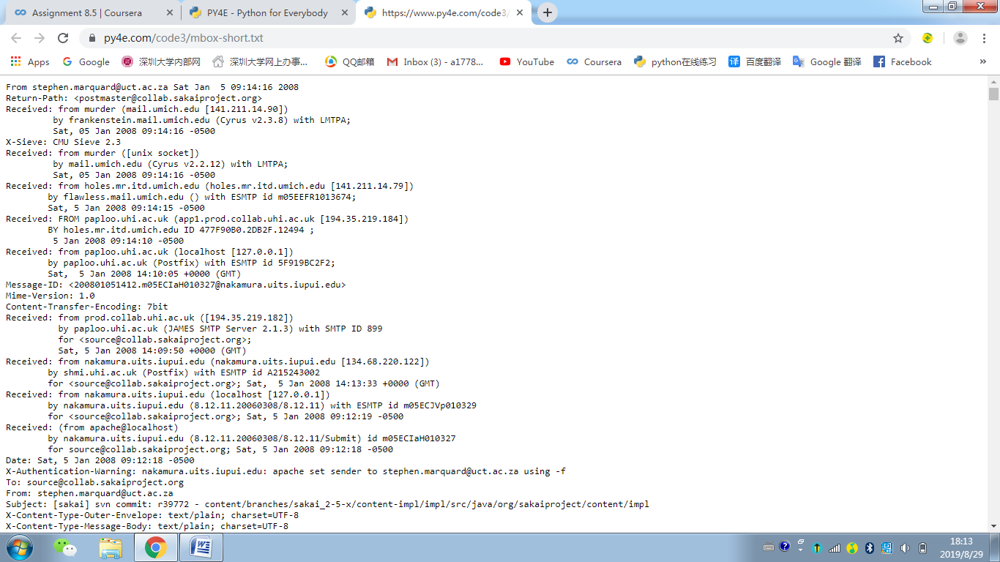 Assignment 8.5 | Coursera
PY4E - Python for Everybody
https://www.py4e.com/code3/
py4e.com/code3/mbox-short.txt
Apps
Google
深圳大学内部网
深圳大学网上办事...
QQ邮箱
Inbox (3) - a1778...
YouTube
Coursera
python在线练习
译 百度翻译
Google 翻译
Facebook
From stephen.marquard@uct.ac.za Sat Jan  5 09:14:16 2008
Return-Path: <postmaster@collab.sakaiproject.org>
Received: from murder (mail.umich.edu [141.211.14.90])
         by frankenstein.mail.umich.edu (Cyrus v2.3.8) with LMTPA;
         Sat, 05 Jan 2008 09:14:16 -0500
X-Sieve: CMU Sieve 2.3
Received: from murder ([unix socket])
         by mail.umich.edu (Cyrus v2.2.12) with LMTPA;
         Sat, 05 Jan 2008 09:14:16 -0500
Received: from holes.mr.itd.umich.edu (holes.mr.itd.umich.edu [141.211.14.79])
        by flawless.mail.umich.edu () with ESMTP id m05EEFR1013674;
        Sat, 5 Jan 2008 09:14:15 -0500
Received: FROM paploo.uhi.ac.uk (app1.prod.collab.uhi.ac.uk [194.35.219.184])
        BY holes.mr.itd.umich.edu ID 477F90B0.2DB2F.12494 ;
         5 Jan 2008 09:14:10 -0500
Received: from paploo.uhi.ac.uk (localhost [127.0.0.1])
        by paploo.uhi.ac.uk (Postfix) with ESMTP id 5F919BC2F2;
        Sat,  5 Jan 2008 14:10:05 +0000 (GMT)
Message-ID: <200801051412.m05ECIaH010327@nakamura.uits.iupui.edu>
Mime-Version: 1.0
Content-Transfer-Encoding: 7bit
Received: from prod.collab.uhi.ac.uk ([194.35.219.182])
          by paploo.uhi.ac.uk (JAMES SMTP Server 2.1.3) with SMTP ID 899
          for <source@collab.sakaiproject.org>;
          Sat, 5 Jan 2008 14:09:50 +0000 (GMT)
Received: from nakamura.uits.iupui.edu (nakamura.uits.iupui.edu [134.68.220.122])
        by shmi.uhi.ac.uk (Postfix) with ESMTP id A215243002
        for <source@collab.sakaiproject.org>; Sat,  5 Jan 2008 14:13:33 +0000 (GMT)
Received: from nakamura.uits.iupui.edu (localhost [127.0.0.1])
        by nakamura.uits.iupui.edu (8.12.11.20060308/8.12.11) with ESMTP id m05ECJVp010329
        for <source@collab.sakaiproject.org>; Sat, 5 Jan 2008 09:12:19 -0500
Received: (from apache@localhost)
        by nakamura.uits.iupui.edu (8.12.11.20060308/8.12.11/Submit) id m05ECIaH010327
        for source@collab.sakaiproject.org; Sat, 5 Jan 2008 09:12:18 -0500
Date: Sat, 5 Jan 2008 09:12:18 -0500
X-Authentication-Warning: nakamura.uits.iupui.edu: apache set sender to stephen.marquard@uct.ac.za using -f
To: source@collab.sakaiproject.org
From: stephen.marquard@uct.ac.za
Subject: [sakai] svn commit: r39772 - content/branches/sakai_2-5-x/content-impl/impl/src/java/org/sakaiproject/content/impl
X-Content-Type-Outer-Envelope: text/plain; charset=UTF-8
X-Content-Type-Message-Body: text/plain; charset=UTF-8
18:13
2019/8/29